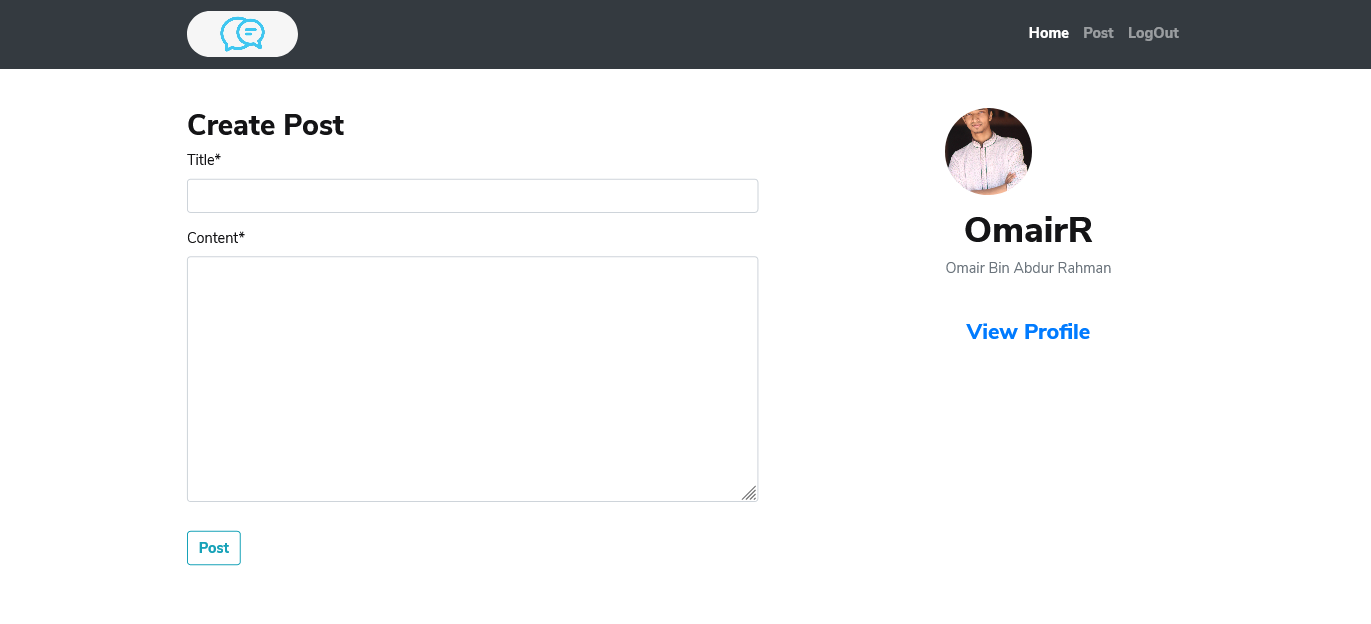 Home Post LogOut
Create Post
Title*
Content*
Post
OmairR
Omair Bin Abdur Rahman
View Profile